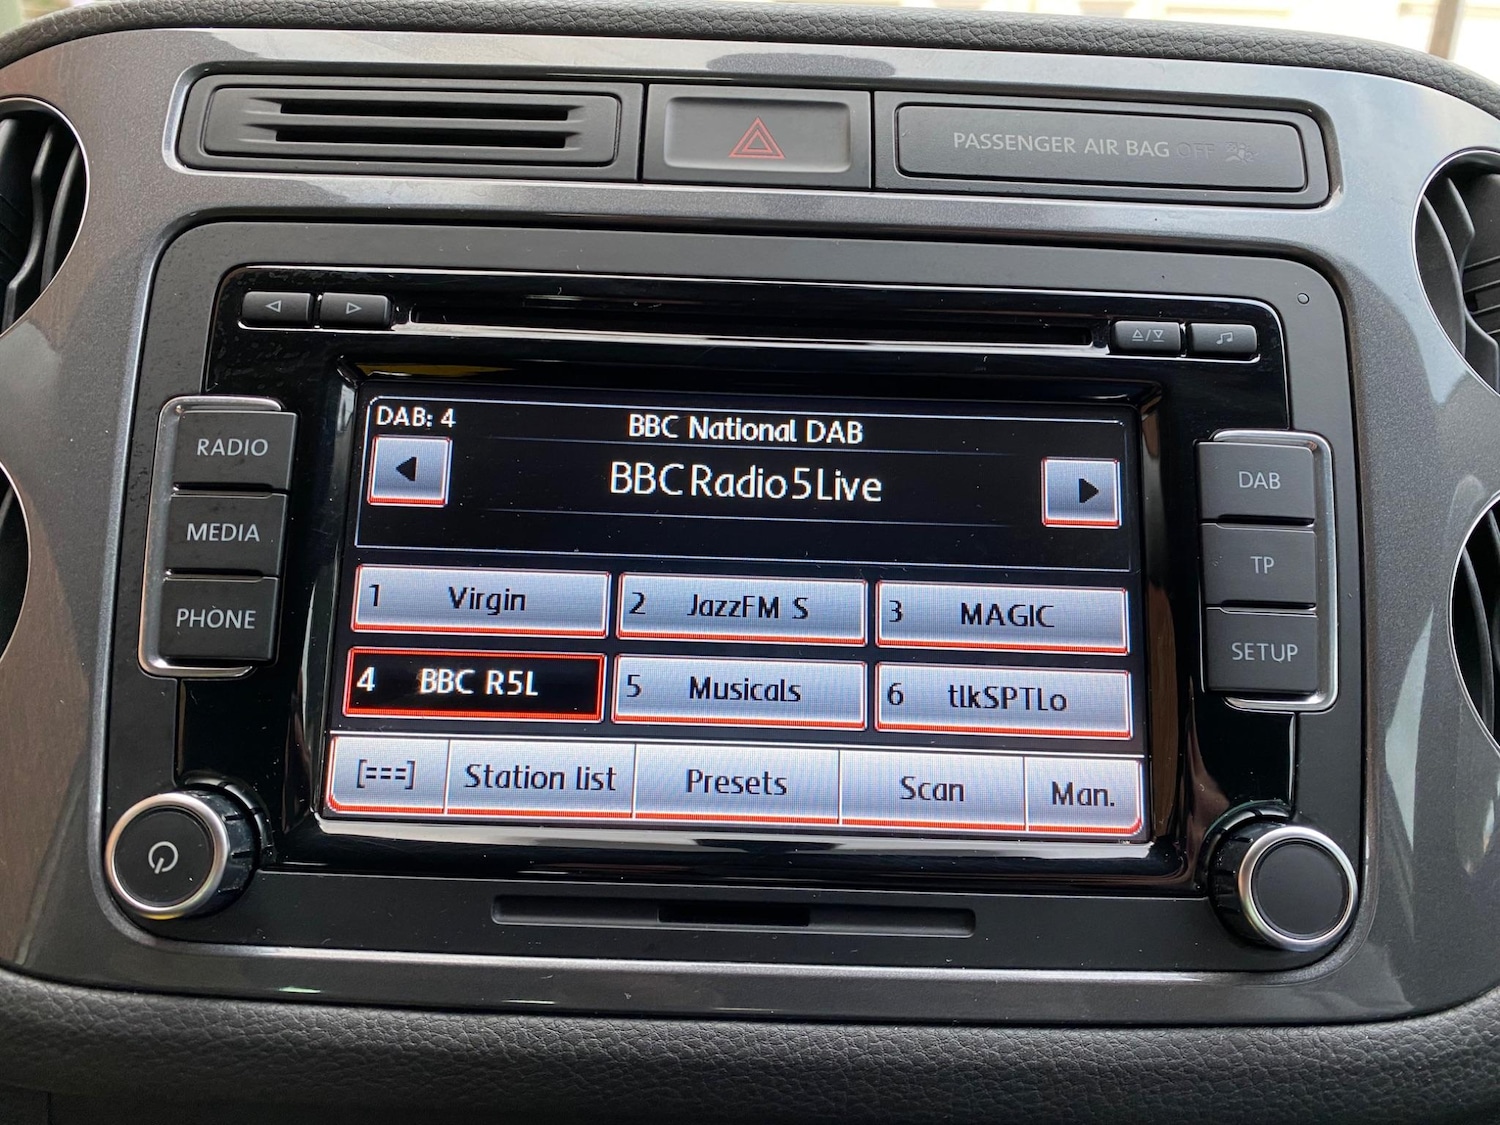 PASSENGER AIR BAG OFF
RADIO
MEDIA
PHONE
DAB: 4
BBC National DAB
BBC Radio 5 Live
1 Virgin
2 JazzFM S
3 MAGIC
4 BBC R5L
5 Musicals
6 tlkSPTLo
[===]
Station list
Presets
Scan
Man.
DAB
TP
SETUP